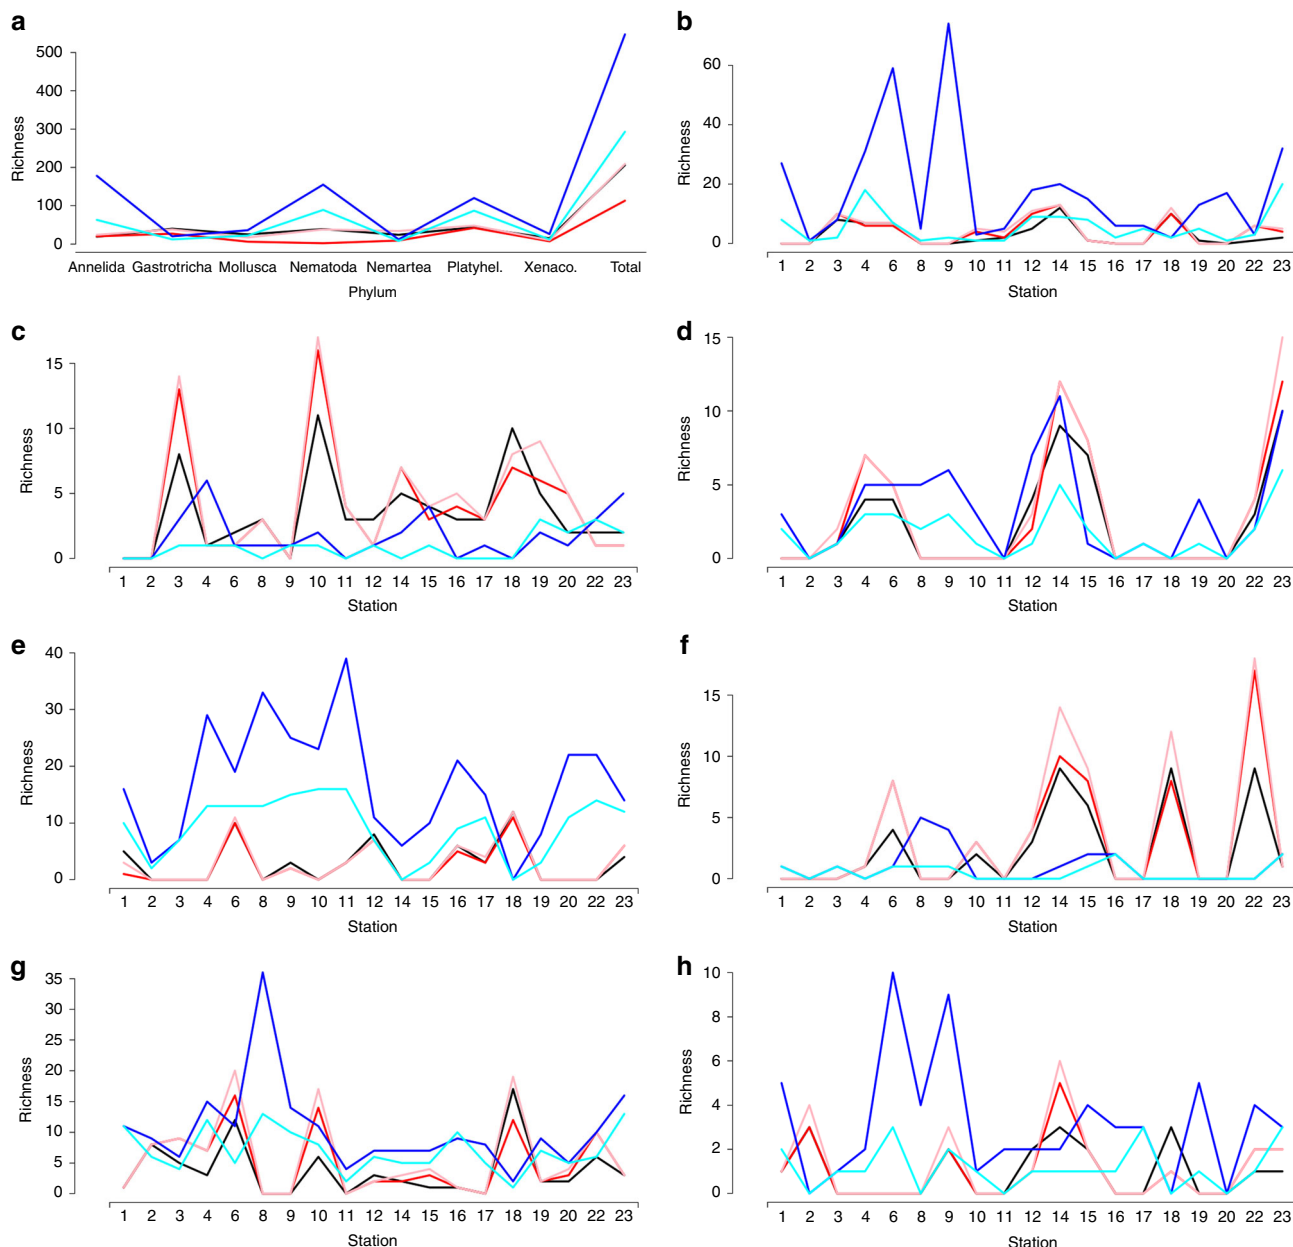 a
500
400
300
200
100
0
Richness
Annelida Gastrotricha Mollusca Nematoda Nemartea Platyhel. Xenaco. Total
Phylum
b
60
40
20
0
Richness
1 2 3 4 6 8 9 10 11 12 14 15 16 17 18 19 20 22 23
Station
c
15
10
5
0
Richness
1 2 3 4 6 8 9 10 11 12 14 15 16 17 18 19 20 22 23
Station
d
15
10
5
0
Richness
1 2 3 4 6 8 9 10 11 12 14 15 16 17 18 19 20 22 23
Station
e
40
30
20
10
0
Richness
1 2 3 4 6 8 9 10 11 12 14 15 16 17 18 19 20 22 23
Station
f
15
10
5
0
Richness
1 2 3 4 6 8 9 10 11 12 14 15 16 17 18 19 20 22 23
Station
g
35
30
25
20
15
10
5
0
Richness
1 2 3 4 6 8 9 10 11 12 14 15 16 17 18 19 20 22 23
Station
h
10
8
6
4
2
0
Richness
1 2 3 4 6 8 9 10 11 12 14 15 16 17 18 19 20 22 23
Station